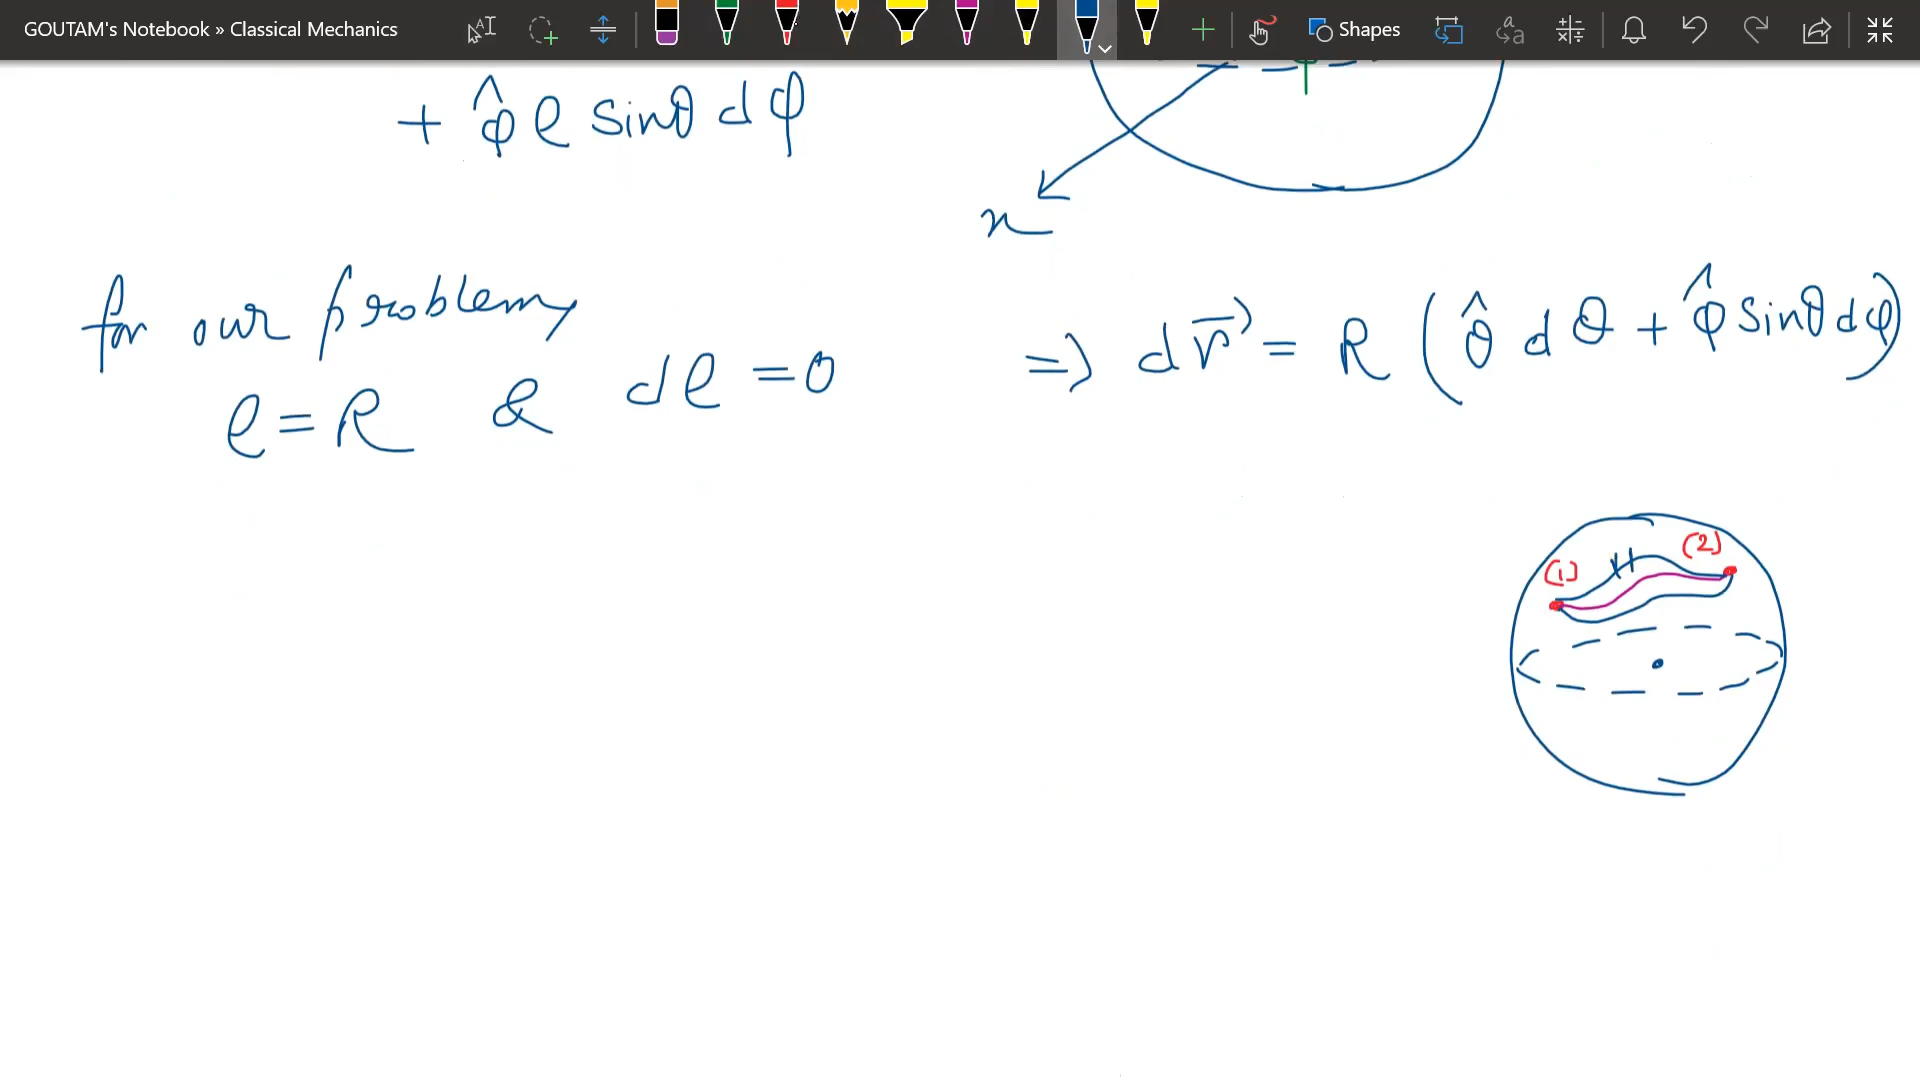 GOUTAM's Notebook » Classical Mechanics
Shapes
+ φ̂ ρ sinθ dφ
x
for our problem,
ρ = R & dρ = 0
=> dr⃗ = R (θ̂ dθ + φ̂ sinθ dφ)
(1) (2)